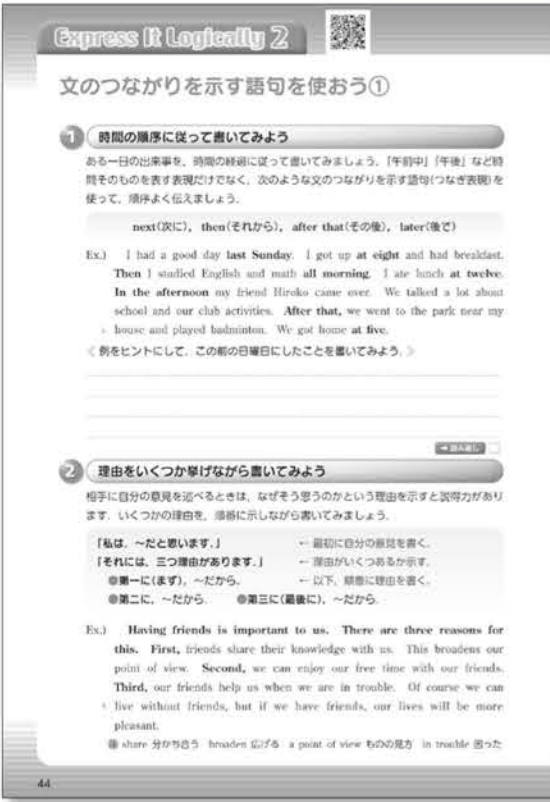 Express It Logically 2
文のつながりを示す語句を使おう①
1 時間の順序に従って書いてみよう
ある一日の出来事を，時間の経過に従って書いてみましょう．「午前中」「午後」など時
間そのものを表す表現だけでなく，次のような文のつながりを示す語句(つなぎ表現)を
使って，順序よく伝えましょう．
next(次に), then(それから), after that(その後), later(後で)
Ex.) I had a good day last Sunday. I got up at eight and had breakfast.
Then I studied English and math all morning. I ate lunch at twelve.
In the afternoon my friend Hiroko came over. We talked a lot about
school and our club activities. After that, we went to the park near my
house and played badminton. We got home at five.
《 例をヒントにして，この前の日曜日にしたことを書いてみよう．》
2 理由をいくつか挙げながら書いてみよう
相手に自分の意見を述べるときは，なぜそう思うのかという理由を示すと説得力があり
ます．いくつかの理由を，順番に示しながら書いてみましょう．
「私は，～だと思います．」 ← 最初に自分の意見を書く．
「それには，三つ理由があります．」 ← 理由がいくつあるか示す．
●第一に(まず)，～だから． ← 以下，順番に理由を書く．
●第二に，～だから． ●第三に(最後に)，～だから．
Ex.) Having friends is important to us. There are three reasons for
this. First, friends share their knowledge with us. This broadens our
point of view. Second, we can enjoy our free time with our friends.
Third, our friends help us when we are in trouble. Of course we can
live without friends, but if we have friends, our lives will be more
pleasant.
share 分かち合う broaden 広げる a point of view ものの見方 in trouble 困った
44